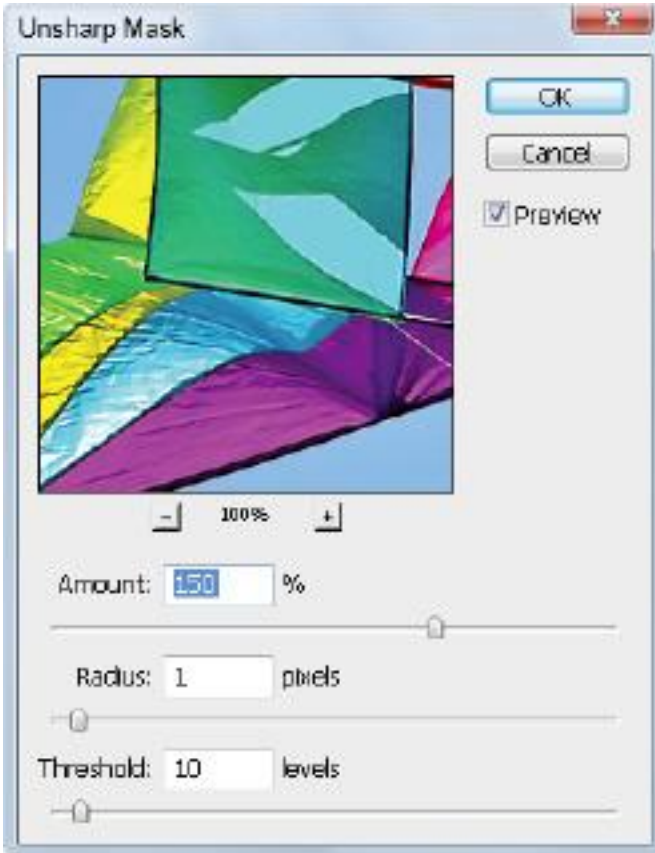 Unsharp Mask
OK
Cancel
Preview
- 100% +
Amount: 150 %
Radius: 1 pixels
Threshold: 10 levels